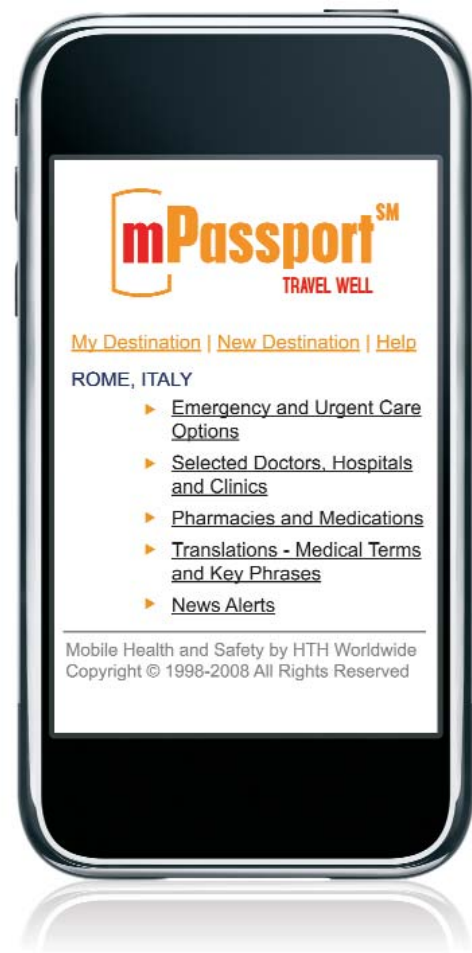 mPassport℠
TRAVEL WELL
My Destination | New Destination | Help
ROME, ITALY
Emergency and Urgent Care
Options
Selected Doctors, Hospitals
and Clinics
Pharmacies and Medications
Translations - Medical Terms
and Key Phrases
News Alerts
Mobile Health and Safety by HTH Worldwide
Copyright © 1998-2008 All Rights Reserved